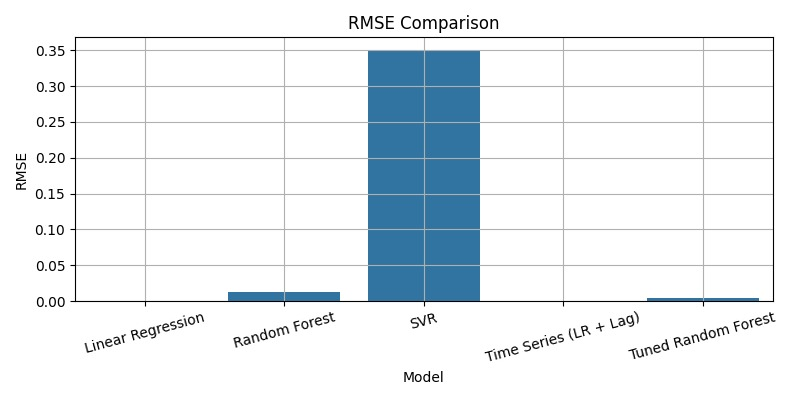 RMSE Comparison
0.35
0.30
0.25
0.20
0.15
0.10
0.05
0.00
RMSE
Linear Regression
Random Forest
SVR
Time Series (LR + Lag)
Tuned Random Forest
Model